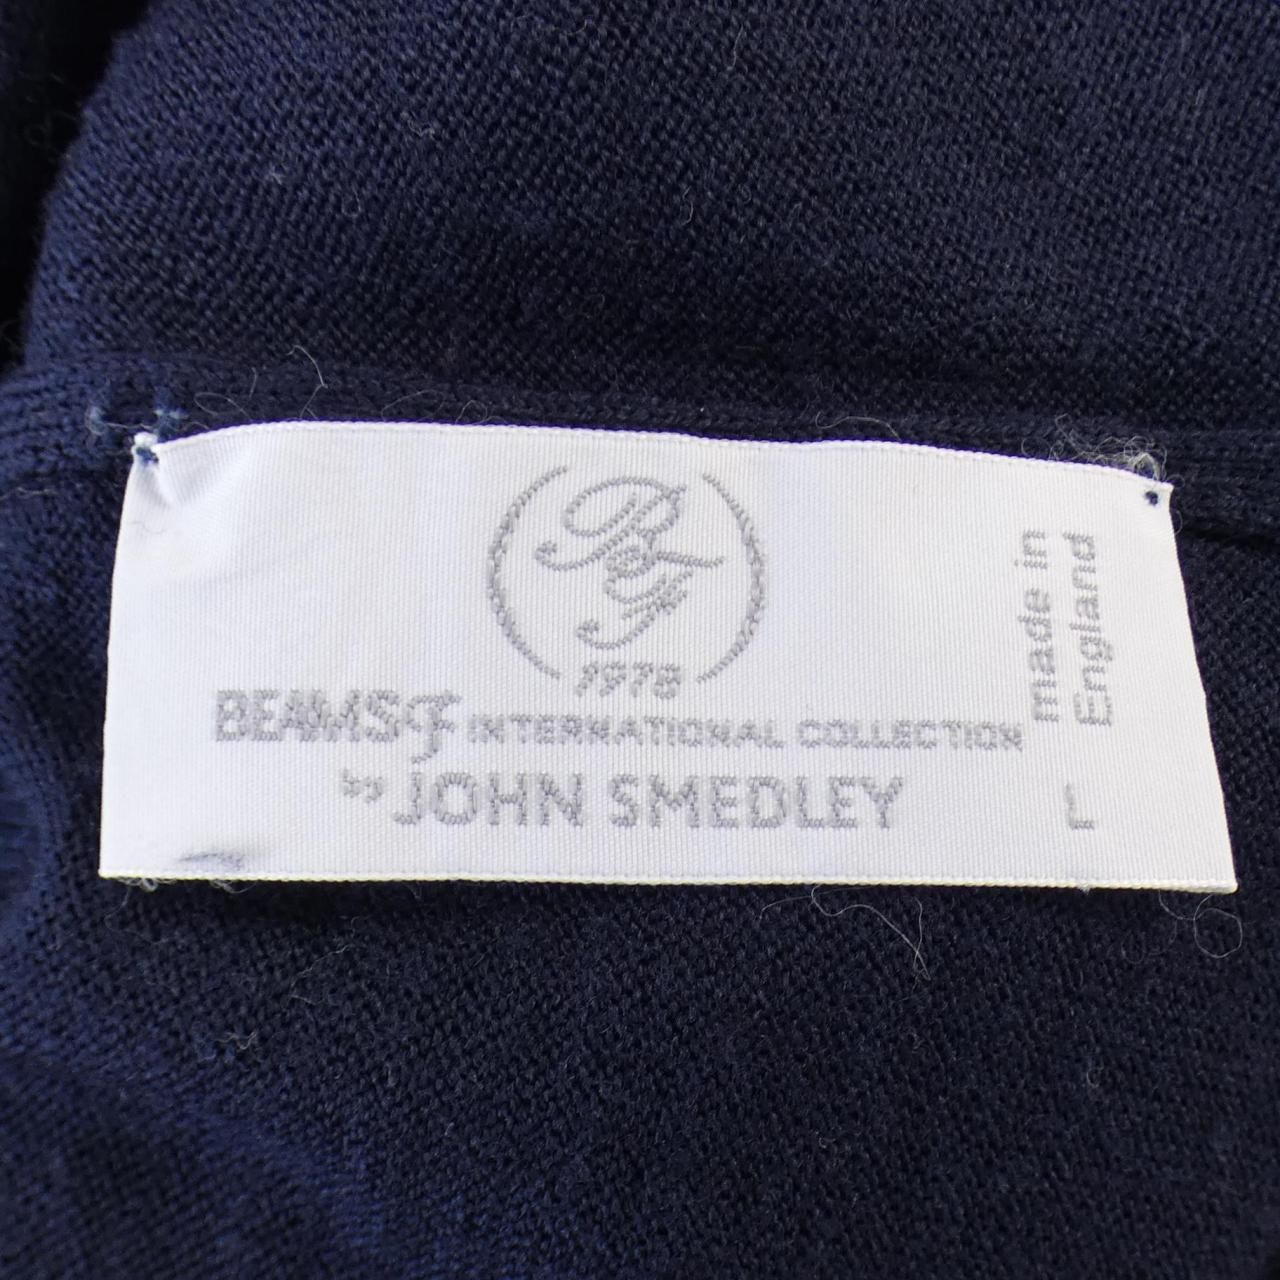 BF
1978
BEAMS F INTERNATIONAL COLLECTION
by JOHN SMEDLEY
made in
England
L